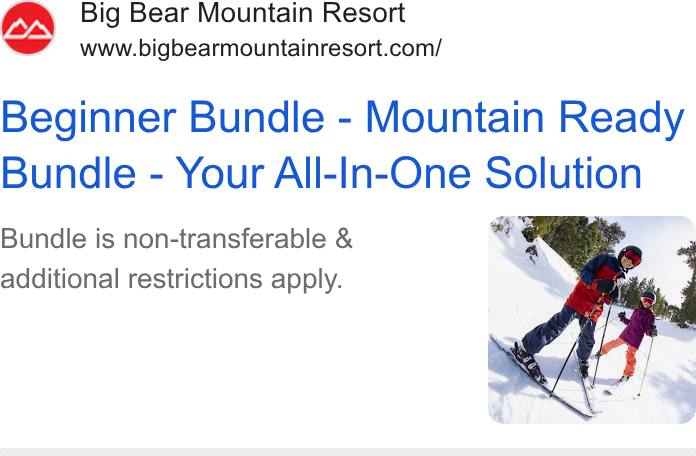 Big Bear Mountain Resort
www.bigbearmountainresort.com/
Beginner Bundle - Mountain Ready
Bundle - Your All-In-One Solution
Bundle is non-transferable &
additional restrictions apply.